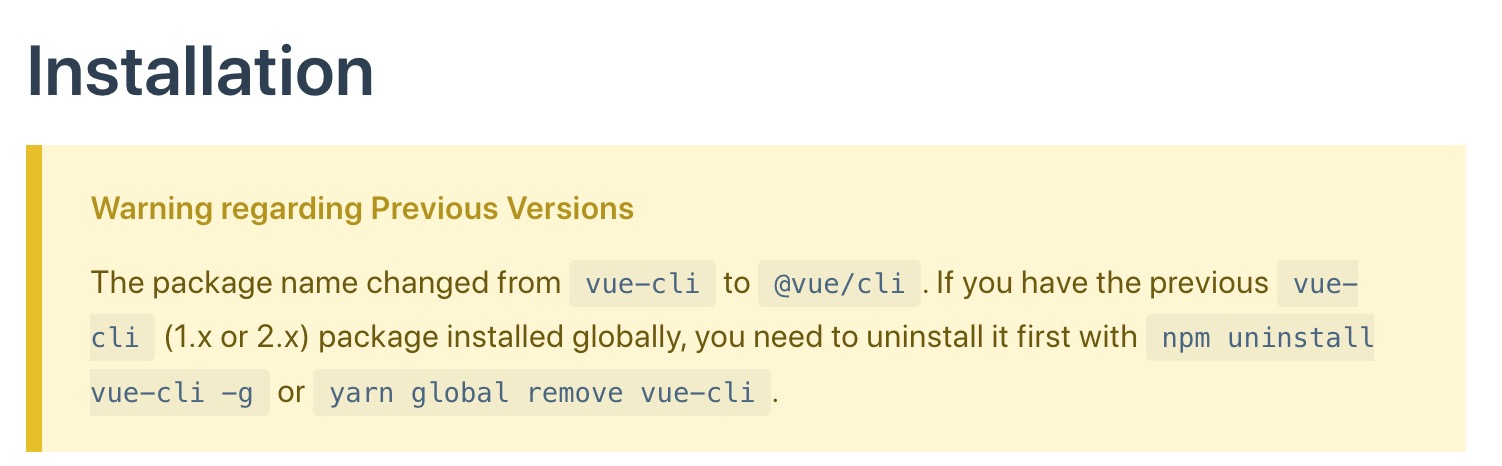 Installation
Warning regarding Previous Versions
The package name changed from vue-cli to @vue/cli. If you have the previous vue-
cli (1.x or 2.x) package installed globally, you need to uninstall it first with npm uninstall
vue-cli -g or yarn global remove vue-cli.